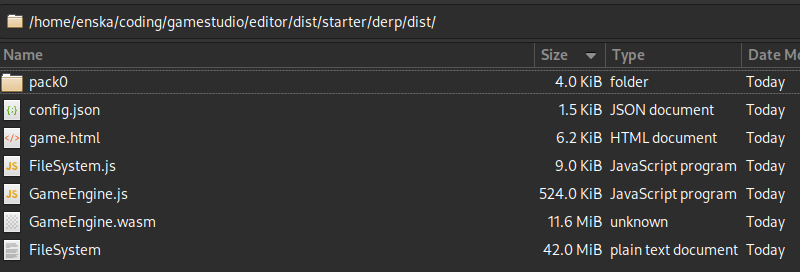 /home/enska/coding/gamestudio/editor/dist/starter/derp/dist/
Name Size Type Date Mo
pack0 4.0 KiB folder Today
{;} config.json 1.5 KiB JSON document Today
</> game.html 6.2 KiB HTML document Today
JS FileSystem.js 9.0 KiB JavaScript program Today
JS GameEngine.js 524.0 KiB JavaScript program Today
GameEngine.wasm 11.6 MiB unknown Today
FileSystem 42.0 MiB plain text document Today